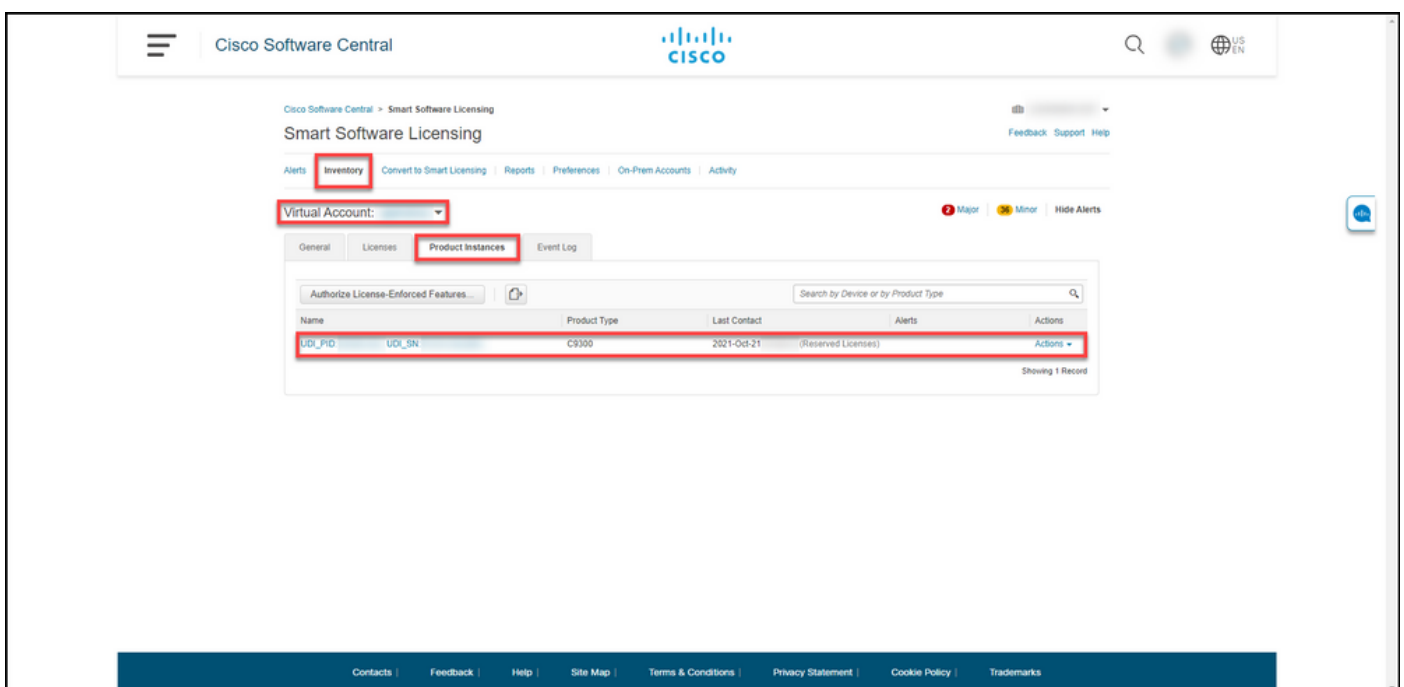 Cisco Software Central
CISCO
US
EN
Cisco Software Central > Smart Software Licensing
Smart Software Licensing
Feedback Support Help
Alerts Inventory Convert to Smart Licensing | Reports | Preferences | On-Prem Accounts | Activity
Virtual Account:
2 Major | 36 Minor | Hide Alerts
General Licenses Product Instances Event Log
Authorize License-Enforced Features... Search by Device or by Product Type
Name Product Type Last Contact Alerts Actions
UDI_PID UDI_SN C9300 2021-Oct-21 (Reserved Licenses) Actions
Showing 1 Record
Contacts | Feedback | Help | Site Map | Terms & Conditions | Privacy Statement | Cookie Policy | Trademarks